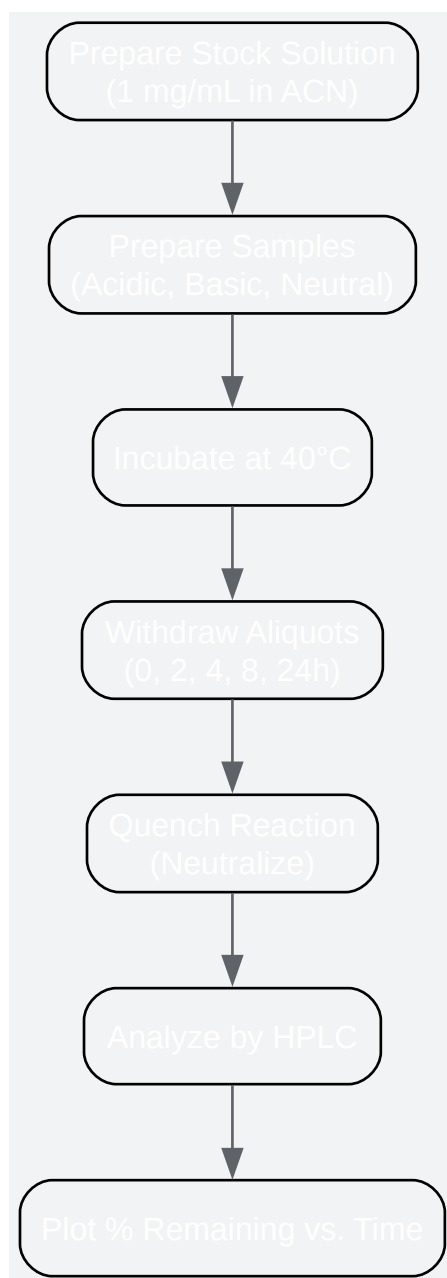 Prepare Stock Solution
(1 mg/mL in ACN)
Prepare Samples
(Acidic, Basic, Neutral)
Incubate at 40°C
Withdraw Aliquots
(0, 2, 4, 8, 24h)
Quench Reaction
(Neutralize)
Analyze by HPLC
Plot % Remaining vs. Time